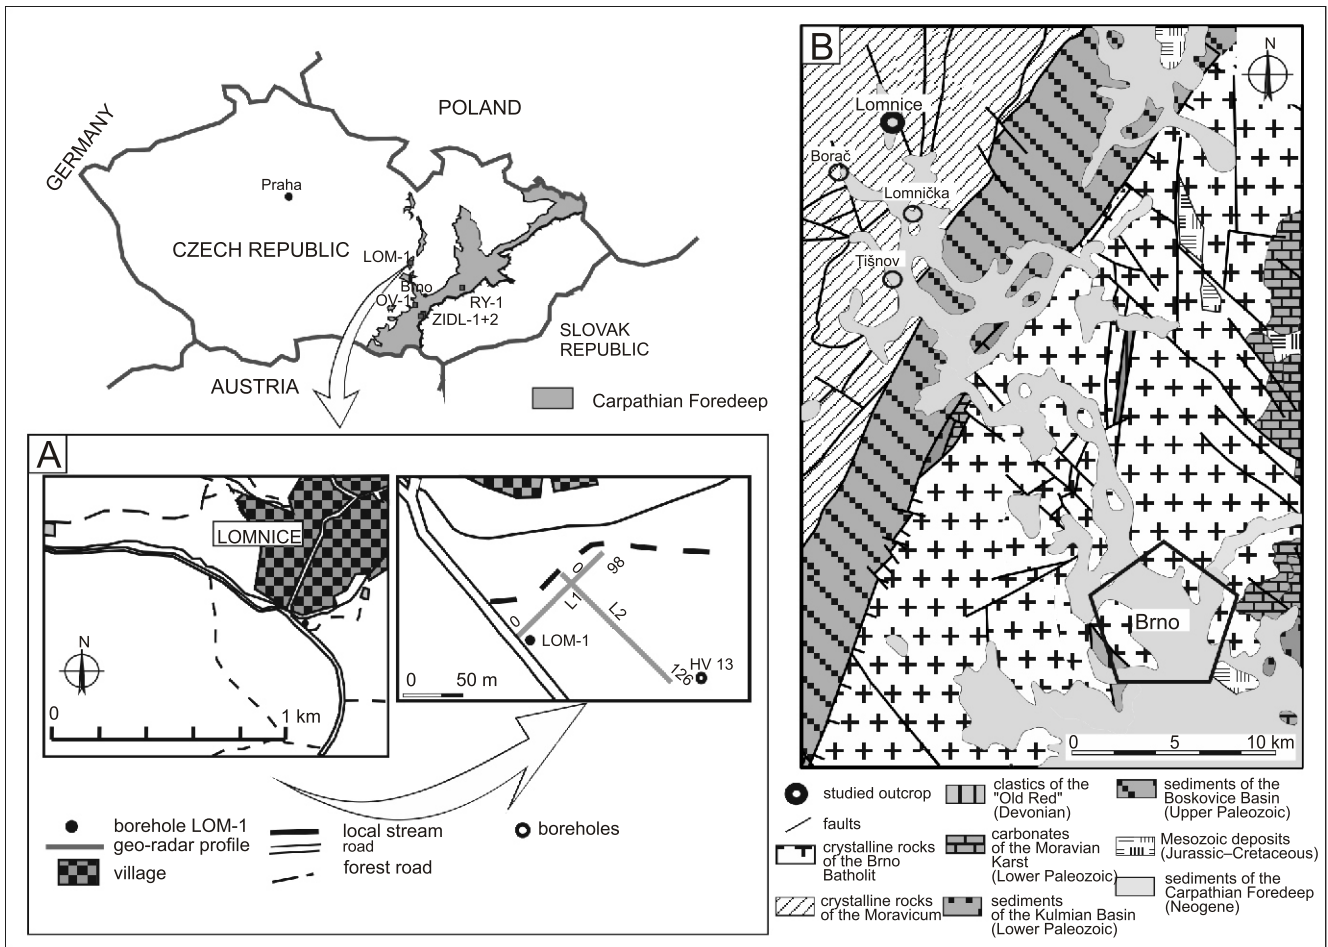 GERMANY
POLAND
Praha
CZECH REPUBLIC
LOM-1
Brno
OV-1
RY-1
ZIDL-1+2
SLOVAK
REPUBLIC
AUSTRIA
Carpathian Foredeep
A
LOMNICE
N
0
1 km
0
98
L1
L2
0
LOM-1
126
HV 13
0
50 m
borehole LOM-1
geo-radar profile
village
local stream
road
forest road
boreholes
B
N
Lomnice
Borač
Lomnička
Tišnov
Brno
0
5
10 km
studied outcrop
faults
crystalline rocks
of the Brno
Batholit
crystalline rocks
of the Moravicum
clastics of the
"Old Red"
(Devonian)
carbonates
of the Moravian
Karst
(Lower Paleozoic)
sediments
of the Kulmian Basin
(Lower Paleozoic)
sediments of the
Boskovice Basin
(Upper Paleozoic)
Mesozoic deposits
(Jurassic–Cretaceous)
sediments of the
Carpathian Foredeep
(Neogene)